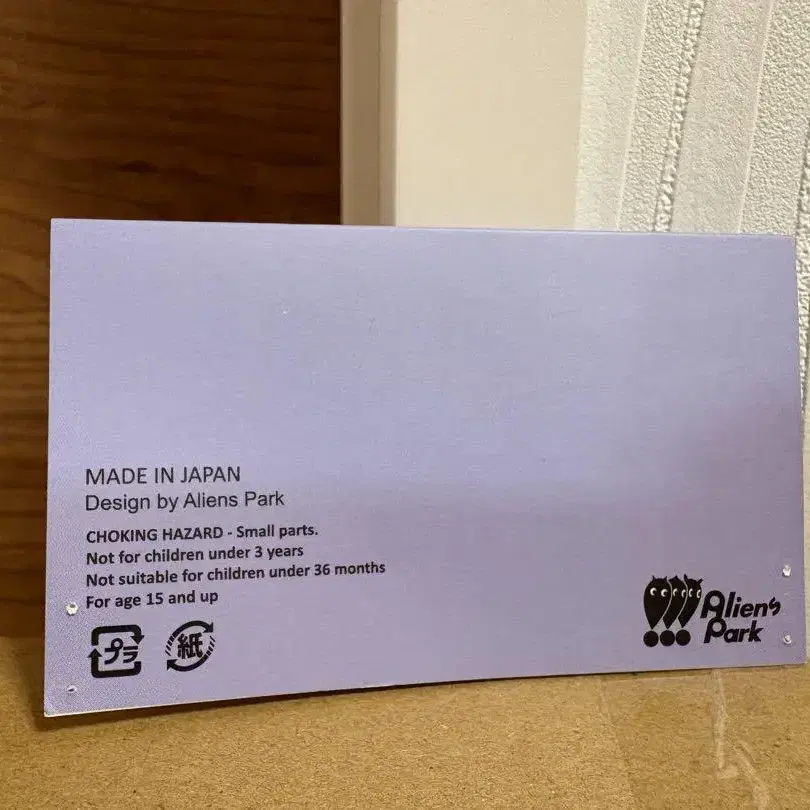 MADE IN JAPAN
Design by Aliens Park
CHOKING HAZARD - Small parts.
Not for children under 3 years
Not suitable for children under 36 months
For age 15 and up
プラ
紙
Aliens
Park